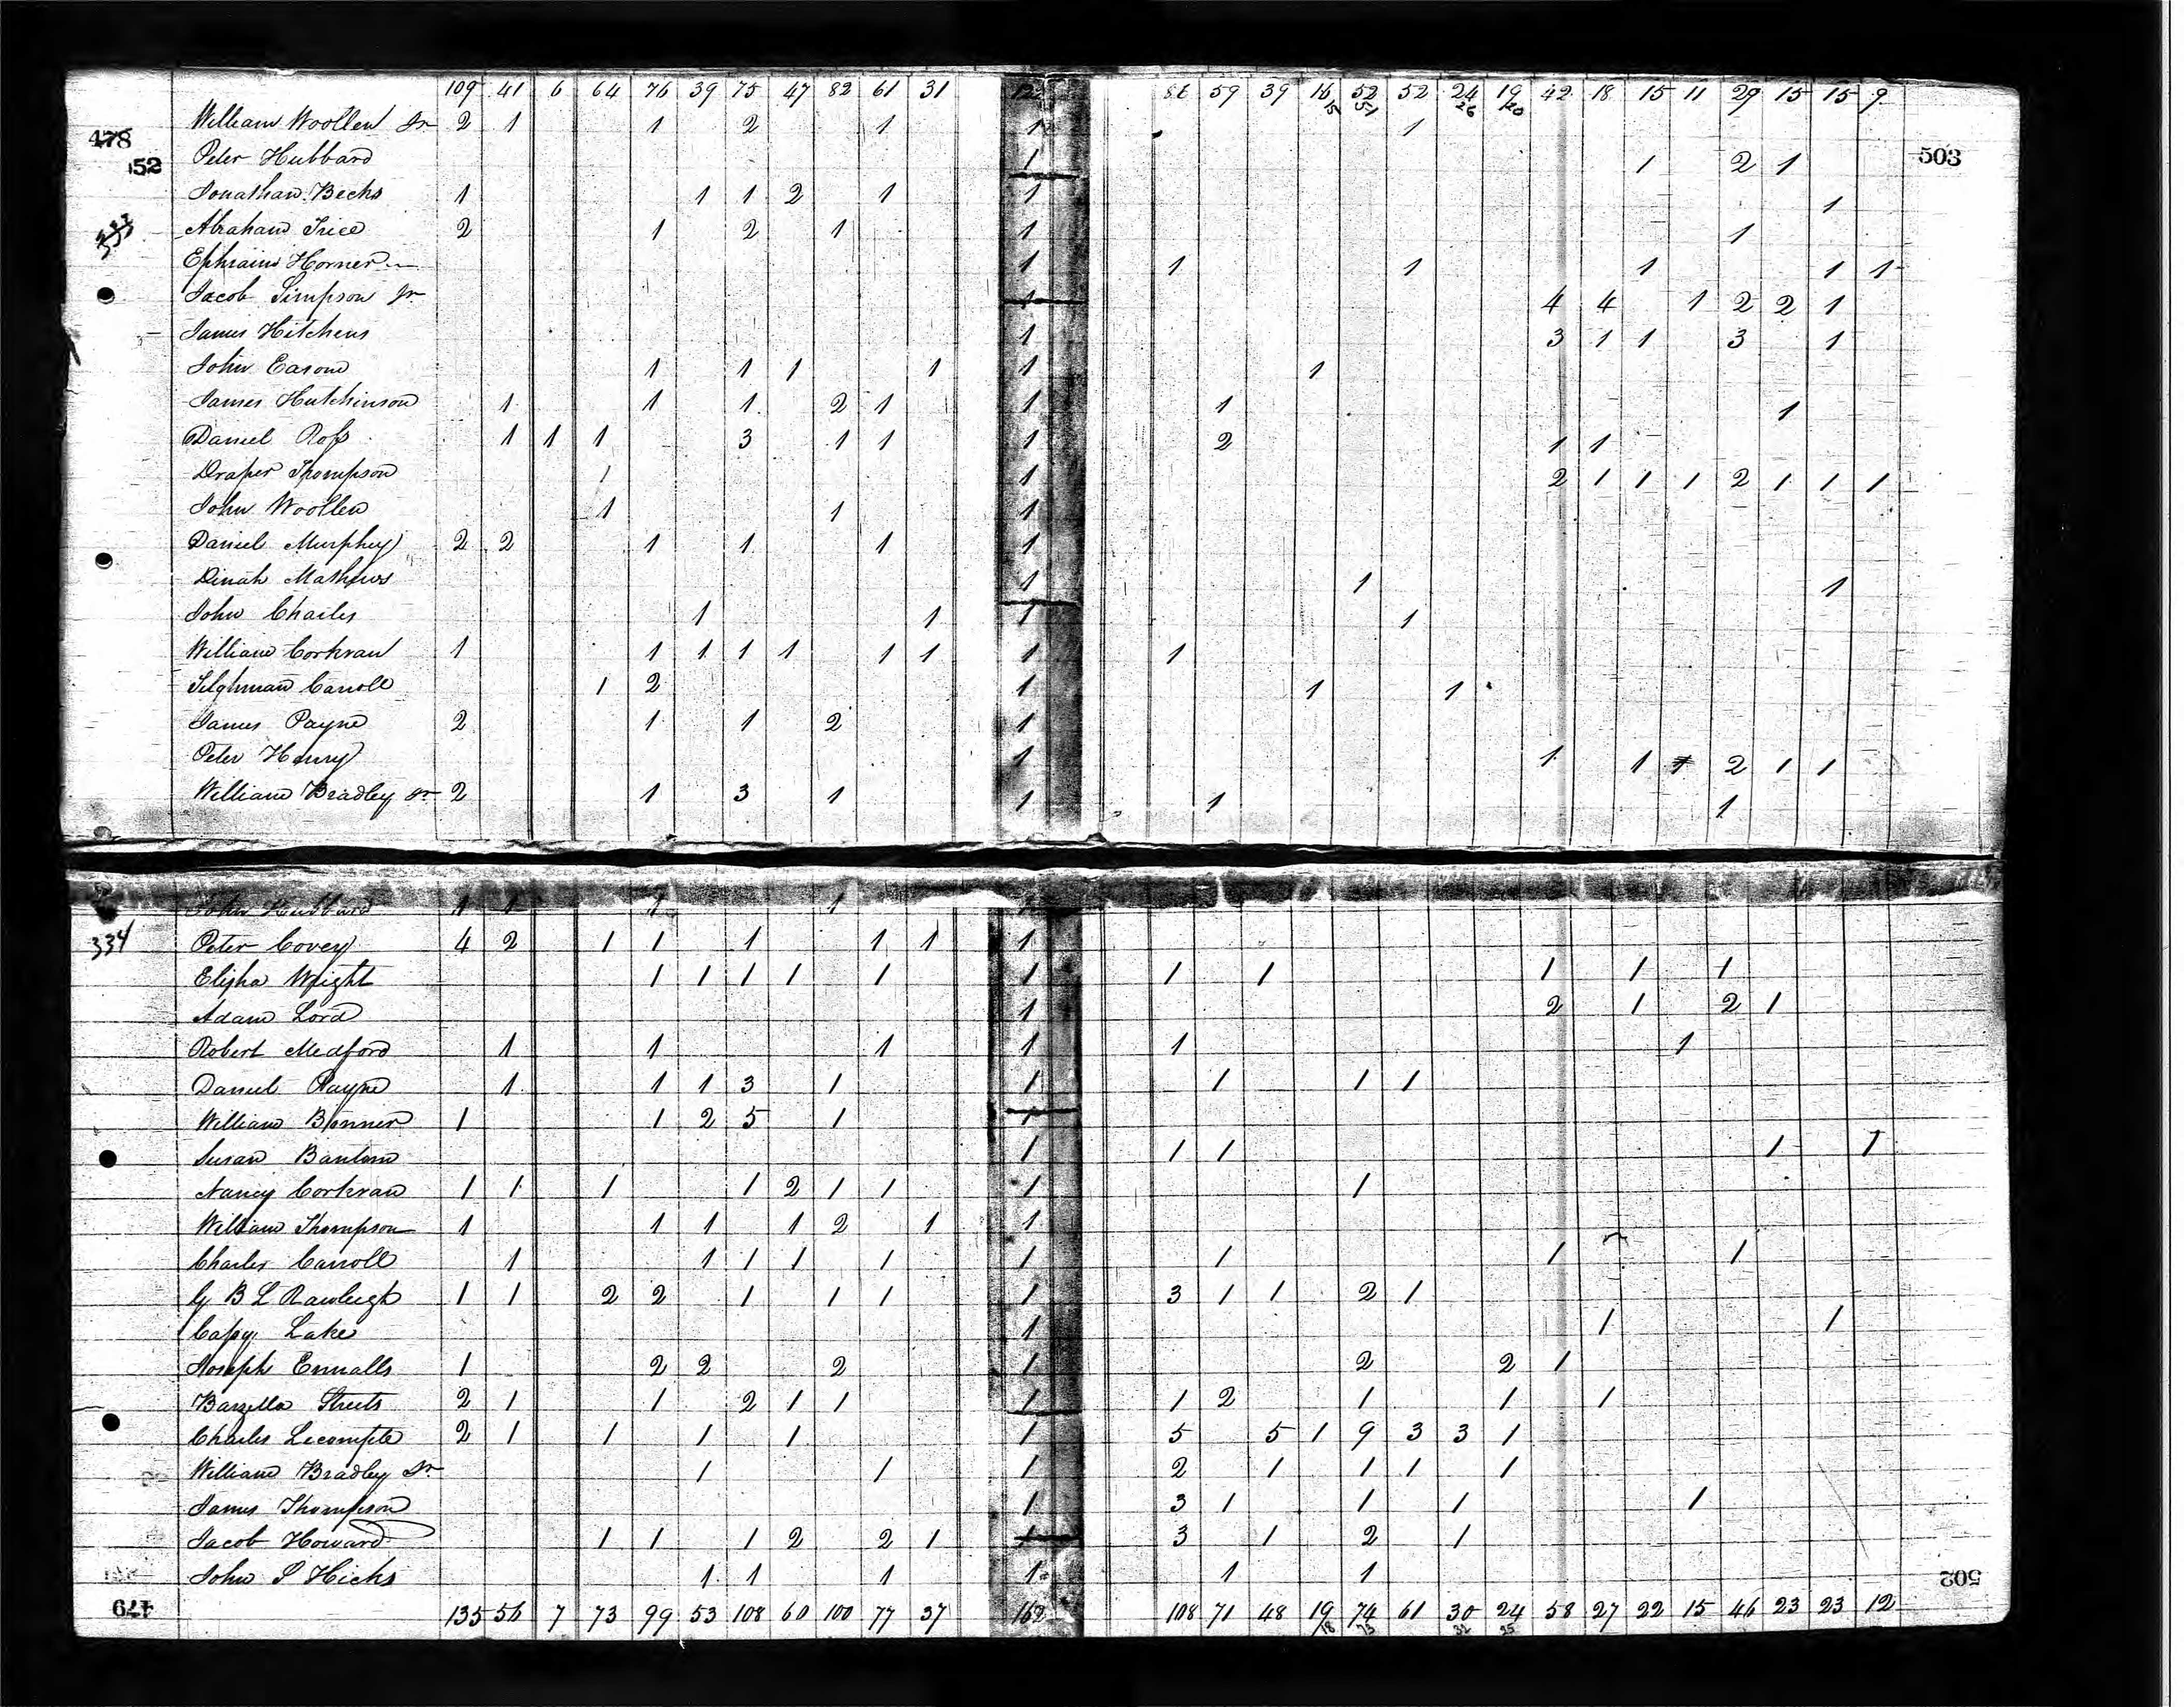 109 41 6 64 76 39 75 47 82 61 31 59 39 16 52 52 24 19 42 18 15 11 29 15 15 9
15 51 26 20
478 William Woollen Jr 2 1 1 2 1 1 1
52 Peter Hubbard 1 1 2 1 503
Jonathan Becks 1 1 1 2 1 1 1
Abraham Trice 2 1 2 1 1 1
Ephraim Horner 1 1 1 1 1 1
Jacob Simpson Jr 1 4 4 1 2 2 1
James Hitchens 1 3 1 1 3 1
John Easom 1 1 1 1 1 1
James Hutchinson 1 1 1 2 1 1 1 1
Daniel Ross 1 1 1 3 1 1 1 2 1 1
Draper Thompson 1 1 2 1 1 1 2 1 1 1
John Woollen 1 1 1
Daniel Murphey 2 2 1 1 1 1
Dinah Mathews 1 1 1
John Charles 1 1 1 1
William Corkran 1 1 1 1 1 1 1 1 1
Tilghman Carroll 1 2 1 1 1
James Payne 2 1 1 2 1
Peter Henry 1 1 1 1 2 1 1
William Bradley Sr 2 1 3 1 1 1 1
John Hubbard 1 1 1 1 1
334 Peter Covey 4 2 1 1 1 1 1 1
Elisha Wright 1 1 1 1 1 1 1 1 1 1 1
Adam Lord 1 2 1 2 1
Robert Medford 1 1 1 1 1 1
Daniel Payne 1 1 1 3 1 1 1 1 1
William Bonner 1 1 2 5 1 1
Susan Bantom 1 1 1 1 1
Nancy Corkran 1 1 1 1 2 1 1 1 1
William Thompson 1 1 1 1 2 1 1
Charles Carroll 1 1 1 1 1 1 1 1 1
B L Rawleigh 1 1 2 2 1 1 1 1 3 1 1 2 1
Lake 1 1 1
Joseph Ennalls 1 2 2 2 1 2 2 1
Streets 2 1 1 2 1 1 1 1 2 1 1 1
Charles Lecompte 2 1 1 1 1 1 5 5 1 9 3 3 1
William Bradley Jr 1 1 1 2 1 1 1 1
James Thompson 1 3 1 1 1 1
Jacob Howard 1 1 1 2 2 1 1 3 1 2 1
John P Hicks 1 1 1 1 1 1 502
479 135 56 7 73 99 53 108 60 100 77 37 162 108 71 48 19 74 61 30 24 58 27 22 15 46 23 23 12
18 73 32 25